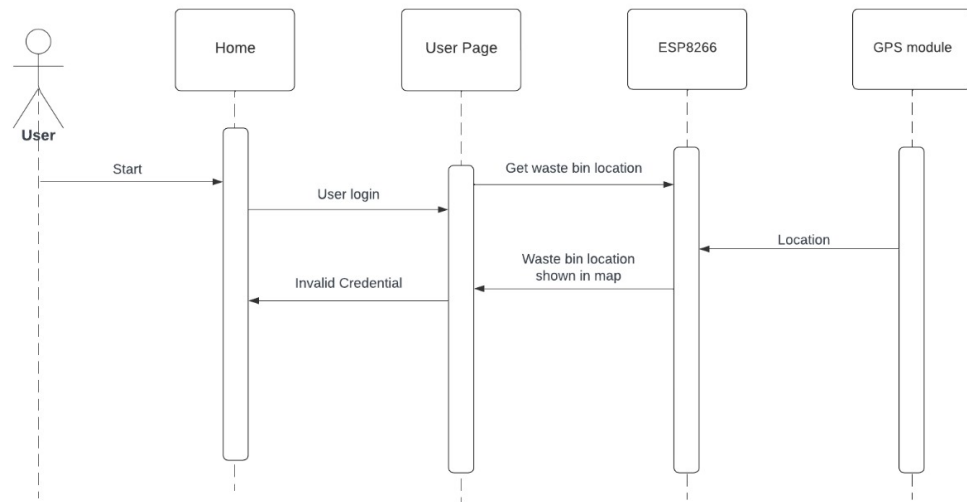 Home
User Page
ESP8266
GPS module
User
Start
Get waste bin location
User login
Location
Waste bin location
shown in map
Invalid Credential